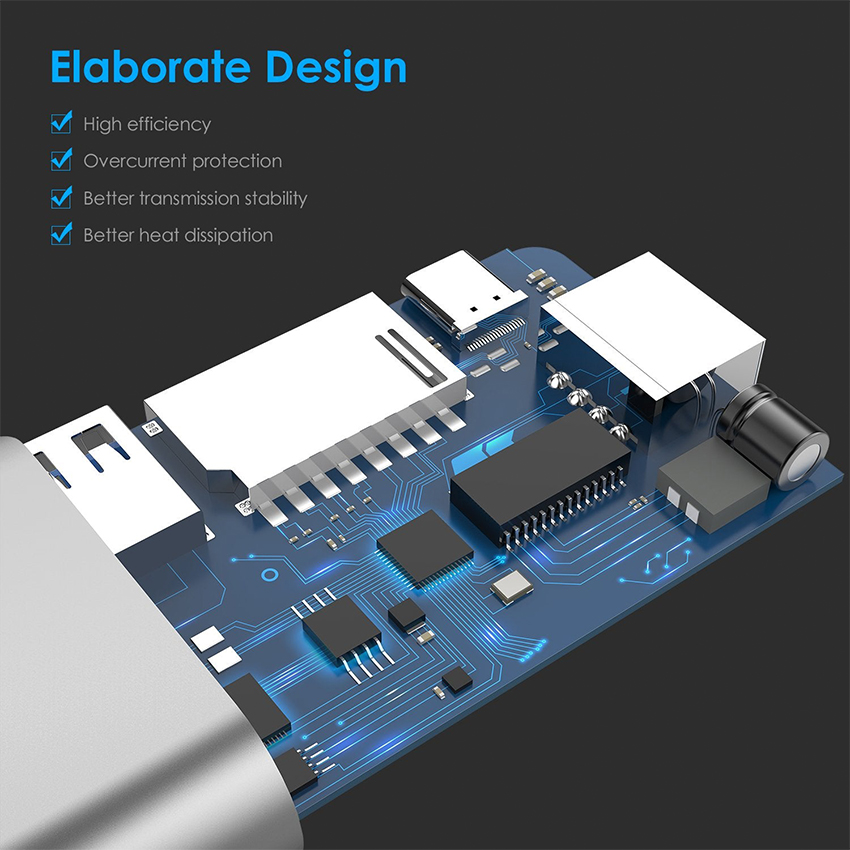 Elaborate Design
High efficiency
Overcurrent protection
Better transmission stability
Better heat dissipation